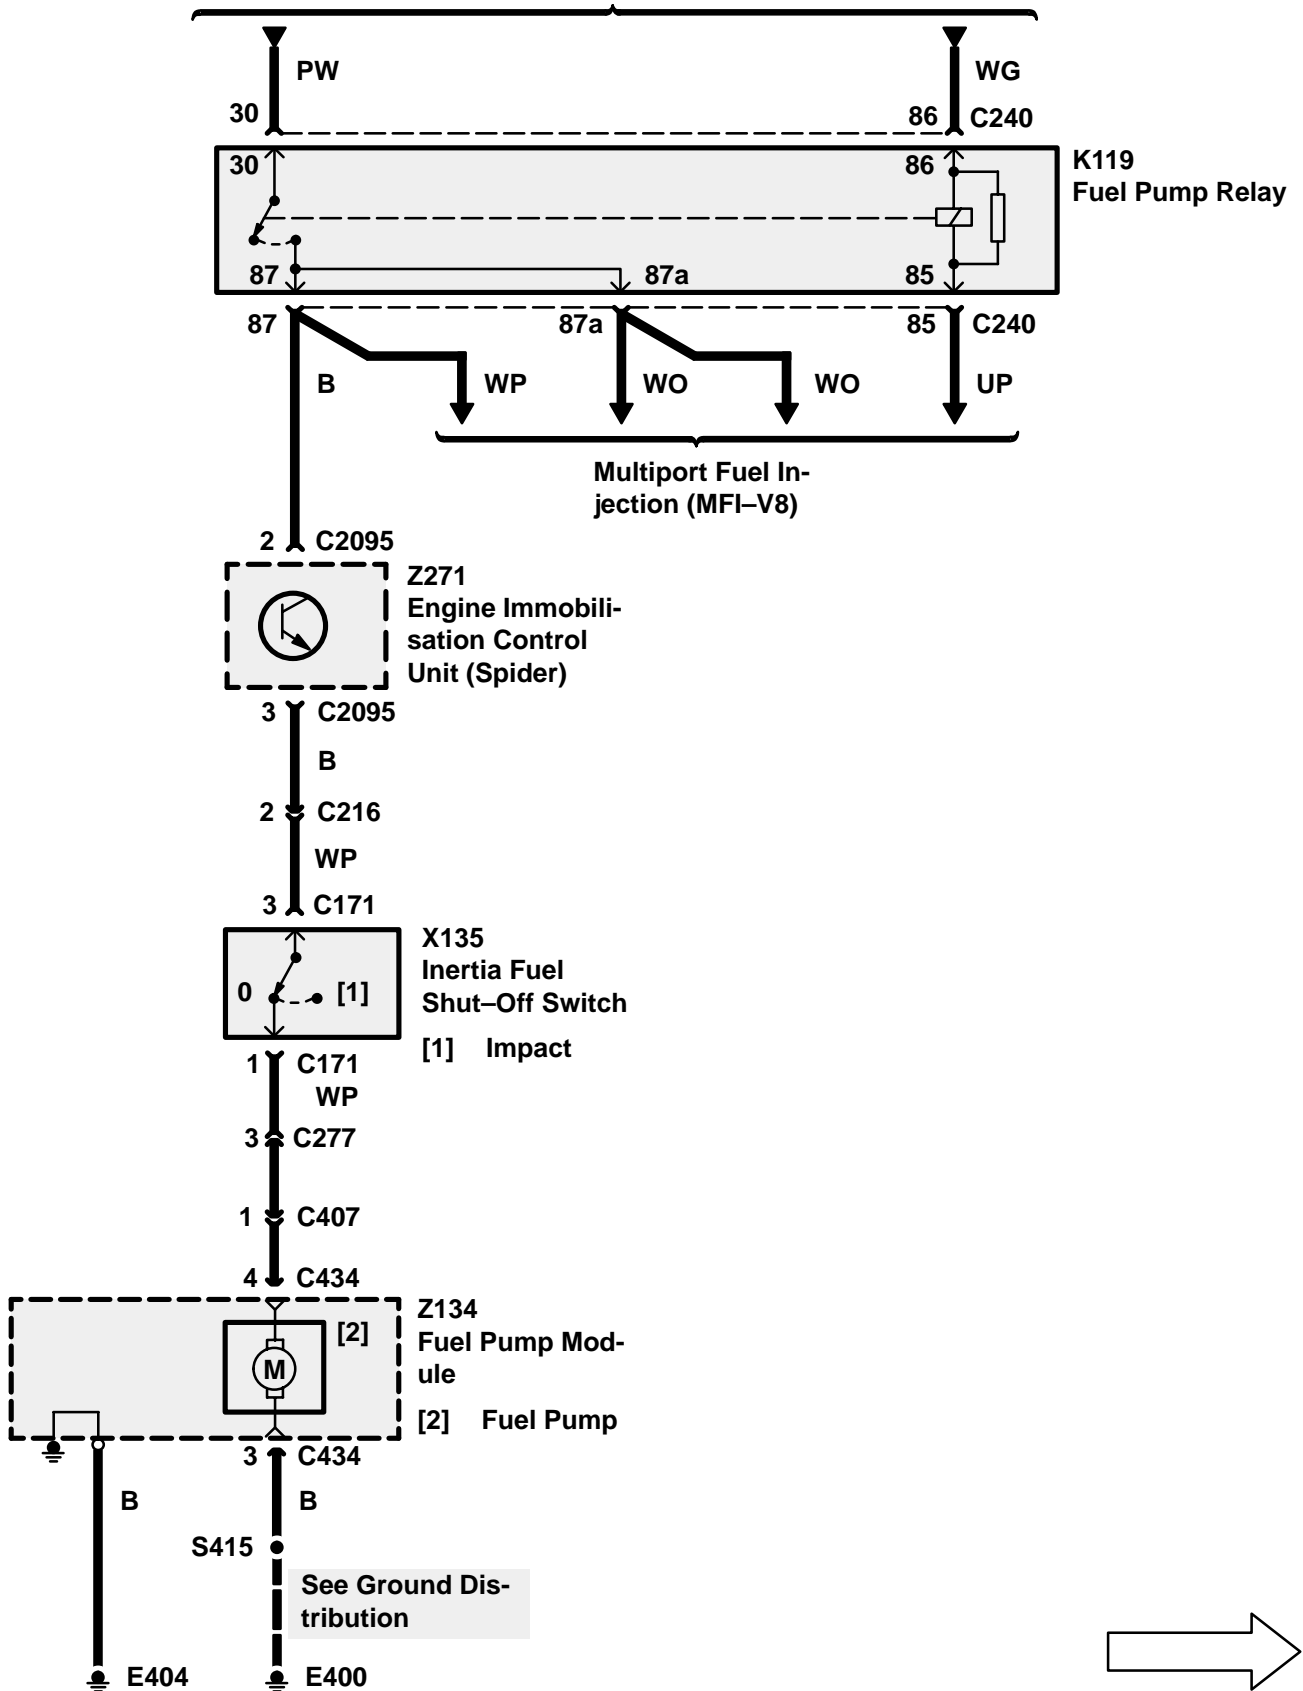 PW
WG
30
86 C240
30
86
K119
Fuel Pump Relay
87
87a
85
87
87a
85 C240
B
WP
WO
WO
UP
Multiport Fuel In-
jection (MFI–V8)
2 C2095
Z271
Engine Immobili-
sation Control
Unit (Spider)
3 C2095
B
2 C216
WP
3 C171
X135
Inertia Fuel
Shut–Off Switch
0 [1]
[1] Impact
1 C171
WP
3 C277
1 C407
4 C434
Z134
Fuel Pump Mod-
ule
[2]
M
[2] Fuel Pump
3 C434
B
B
S415
See Ground Dis-
tribution
E404
E400